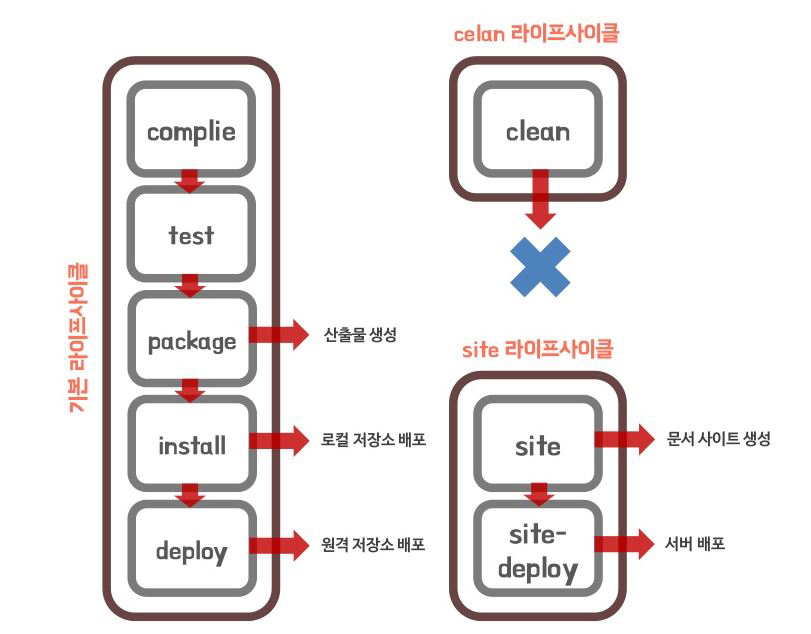 기본 라이프사이클
complie
test
package
산출물 생성
install
로컬 저장소 배포
deploy
원격 저장소 배포
celan 라이프사이클
clean
site 라이프사이클
site
문서 사이트 생성
site-
deploy
서버 배포